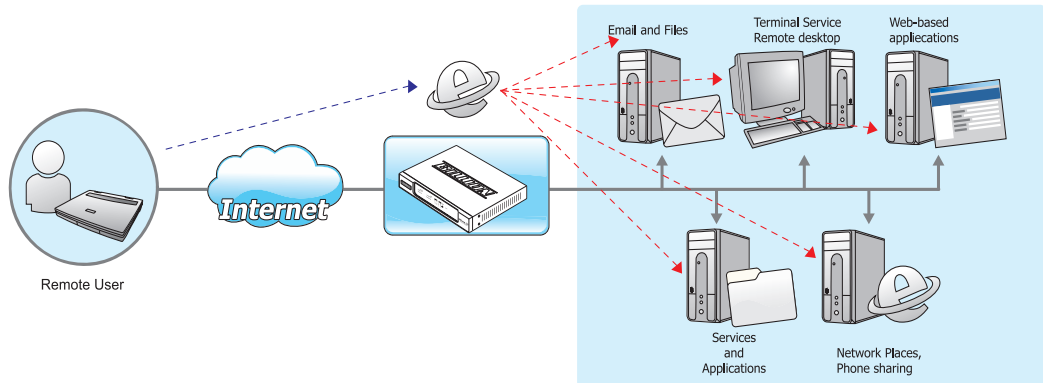 Email and Files
Terminal Service
Remote desktop
Web-based
appliecations
Internet
BILLION
Remote User
Services
and
Applications
Network Places,
Phone sharing